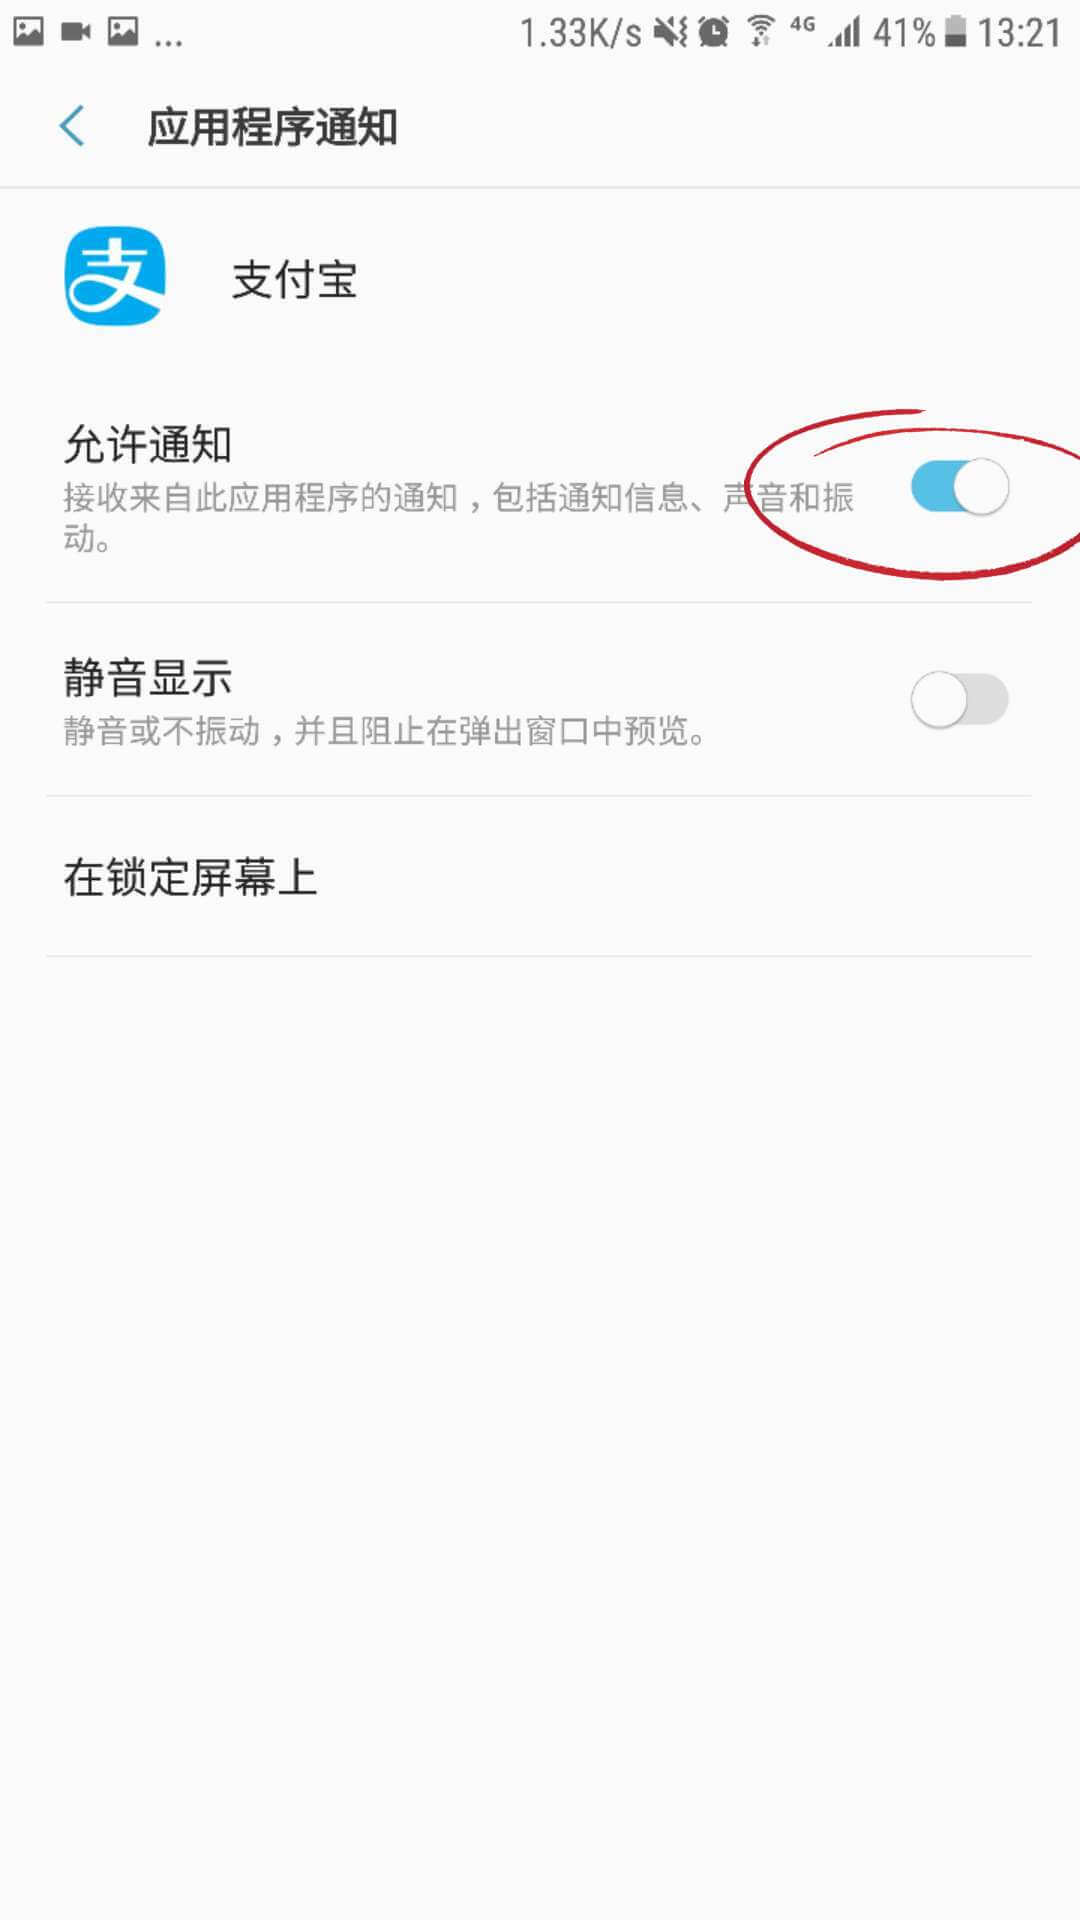 ... 1.33K/s 4G 41% 13:21
应用程序通知
支 支付宝
允许通知
接收来自此应用程序的通知，包括通知信息、声音和振
动。
静音显示
静音或不振动，并且阻止在弹出窗口中预览。
在锁定屏幕上